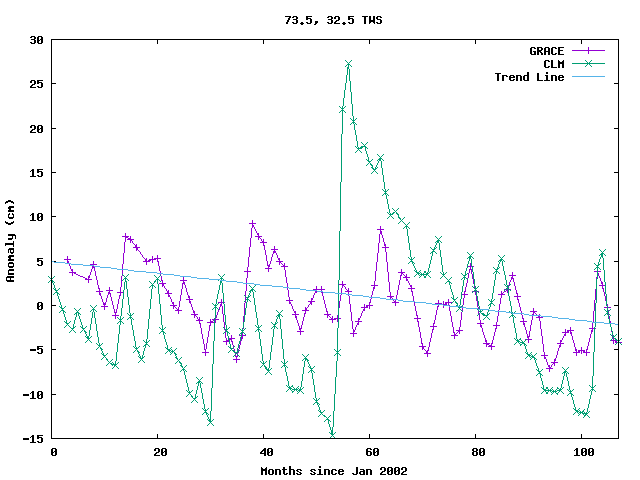 73.5, 32.5 TWS
GRACE
CLM
Trend Line
30
25
20
15
10
5
0
-5
-10
-15
Anomaly (cm)
0 20 40 60 80 100
Months since Jan 2002